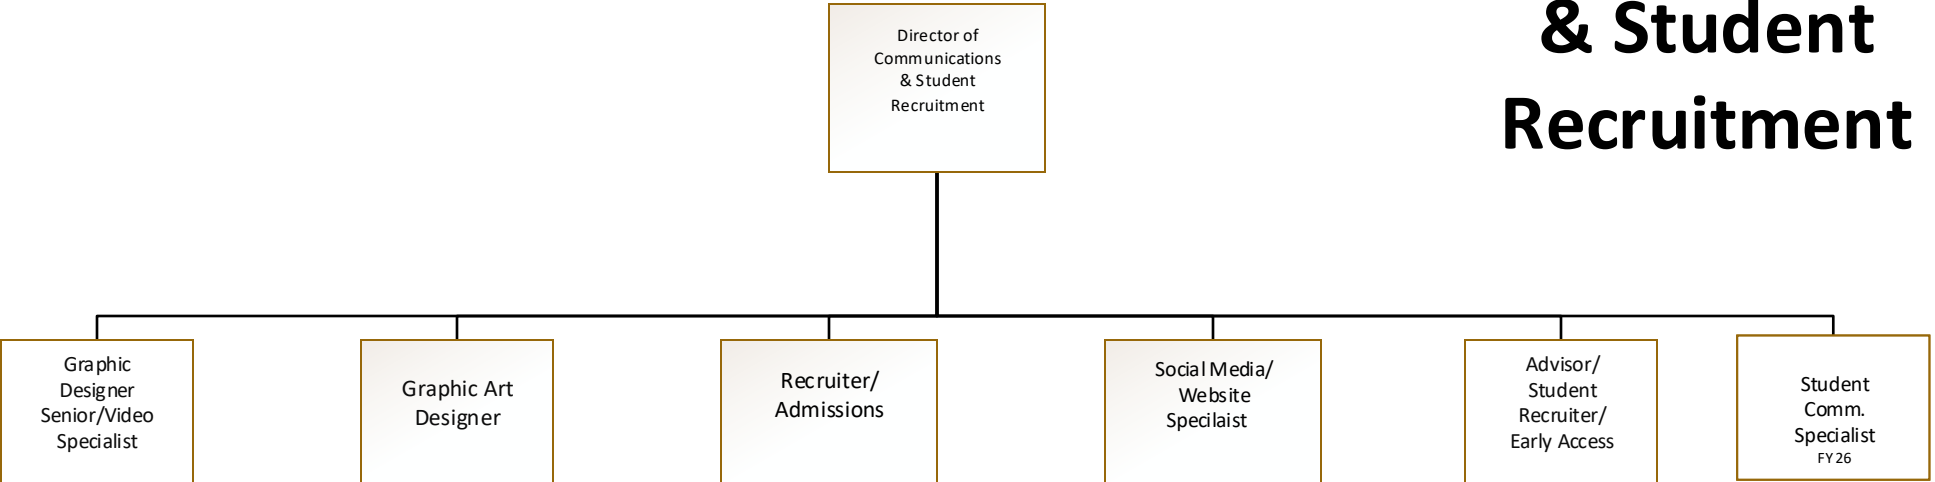 & Student
Recruitment
Director of
Communications
& Student
Recruitment
Graphic
Designer
Senior/Video
Specialist
Graphic Art
Designer
Recruiter/
Admissions
Social Media/
Website
Specilaist
Advisor/
Student
Recruiter/
Early Access
Student
Comm.
Specialist
FY 26